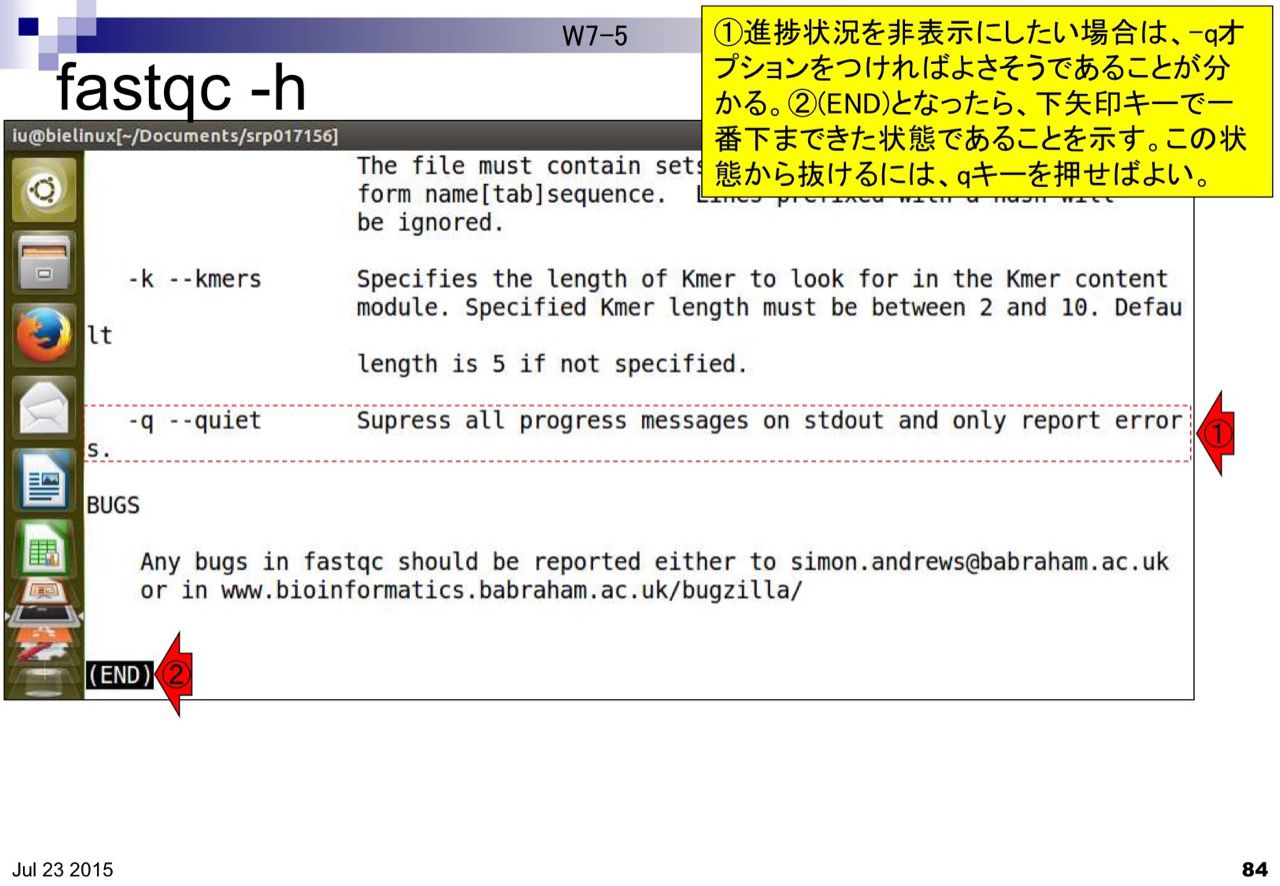 W7-5
①進捗状況を非表示にしたい場合は、-qオ
プションをつければよさそうであることが分
かる。②(END)となったら、下矢印キーで一
番下まできた状態であることを示す。この状
態から抜けるには、qキーを押せばよい。
fastqc -h
iu@bielinux[~/Documents/srp017156]
The file must contain sets
form name[tab]sequence.  Lines prefixed with a hash will
be ignored.
-k --kmers Specifies the length of Kmer to look for in the Kmer content
module. Specified Kmer length must be between 2 and 10. Defau
lt
length is 5 if not specified.
-q --quiet Supress all progress messages on stdout and only report error
s.
①
BUGS
Any bugs in fastqc should be reported either to simon.andrews@babraham.ac.uk
or in www.bioinformatics.babraham.ac.uk/bugzilla/
(END) ②
Jul 23 2015
84